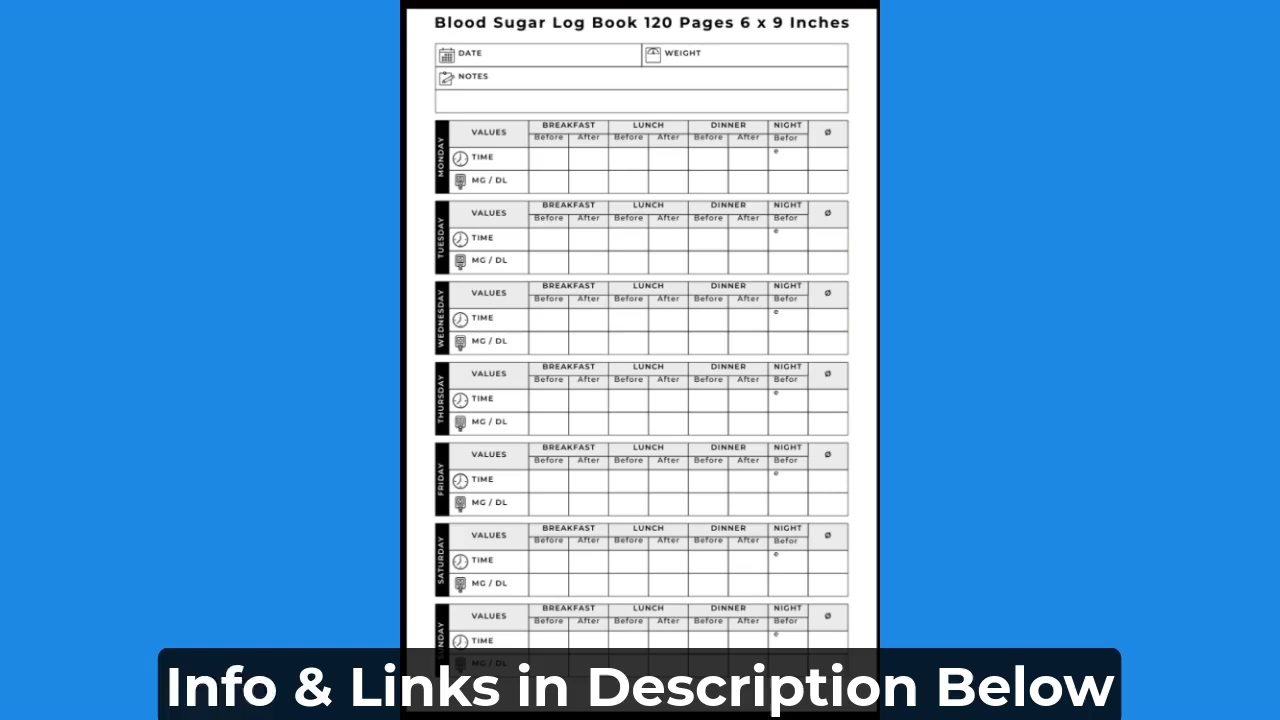 Blood Sugar Log Book 120 Pages 6 x 9 Inches
DATE WEIGHT
NOTES
MONDAY
VALUES BREAKFAST LUNCH DINNER NIGHT Ø
Before After Before After Before After Befor
e
TIME
MG / DL
TUESDAY
VALUES BREAKFAST LUNCH DINNER NIGHT Ø
Before After Before After Before After Befor
e
TIME
MG / DL
WEDNESDAY
VALUES BREAKFAST LUNCH DINNER NIGHT Ø
Before After Before After Before After Befor
e
TIME
MG / DL
THURSDAY
VALUES BREAKFAST LUNCH DINNER NIGHT Ø
Before After Before After Before After Befor
e
TIME
MG / DL
FRIDAY
VALUES BREAKFAST LUNCH DINNER NIGHT Ø
Before After Before After Before After Befor
e
TIME
MG / DL
SATURDAY
VALUES BREAKFAST LUNCH DINNER NIGHT Ø
Before After Before After Before After Befor
e
TIME
MG / DL
SUNDAY
VALUES BREAKFAST LUNCH DINNER NIGHT Ø
Before After Before After Before After Befor
e
TIME
MG / DL
Info & Links in Description Below